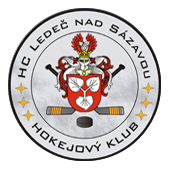 HC LEDEČ NAD SÁZAVOU
HOKEJOVÝ KLUB